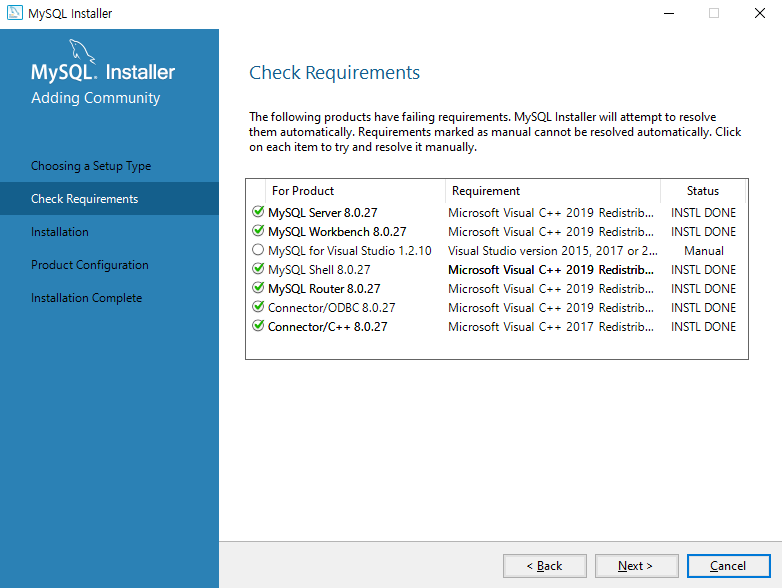 MySQL Installer
MySQL. Installer
Adding Community
Choosing a Setup Type
Check Requirements
Installation
Product Configuration
Installation Complete
Check Requirements
The following products have failing requirements. MySQL Installer will attempt to resolve
them automatically. Requirements marked as manual cannot be resolved automatically. Click
on each item to try and resolve it manually.
For Product Requirement Status
MySQL Server 8.0.27 Microsoft Visual C++ 2019 Redistrib... INSTL DONE
MySQL Workbench 8.0.27 Microsoft Visual C++ 2019 Redistrib... INSTL DONE
MySQL for Visual Studio 1.2.10 Visual Studio version 2015, 2017 or 2... Manual
MySQL Shell 8.0.27 Microsoft Visual C++ 2019 Redistrib... INSTL DONE
MySQL Router 8.0.27 Microsoft Visual C++ 2019 Redistrib... INSTL DONE
Connector/ODBC 8.0.27 Microsoft Visual C++ 2019 Redistrib... INSTL DONE
Connector/C++ 8.0.27 Microsoft Visual C++ 2017 Redistrib... INSTL DONE
< Back Next > Cancel